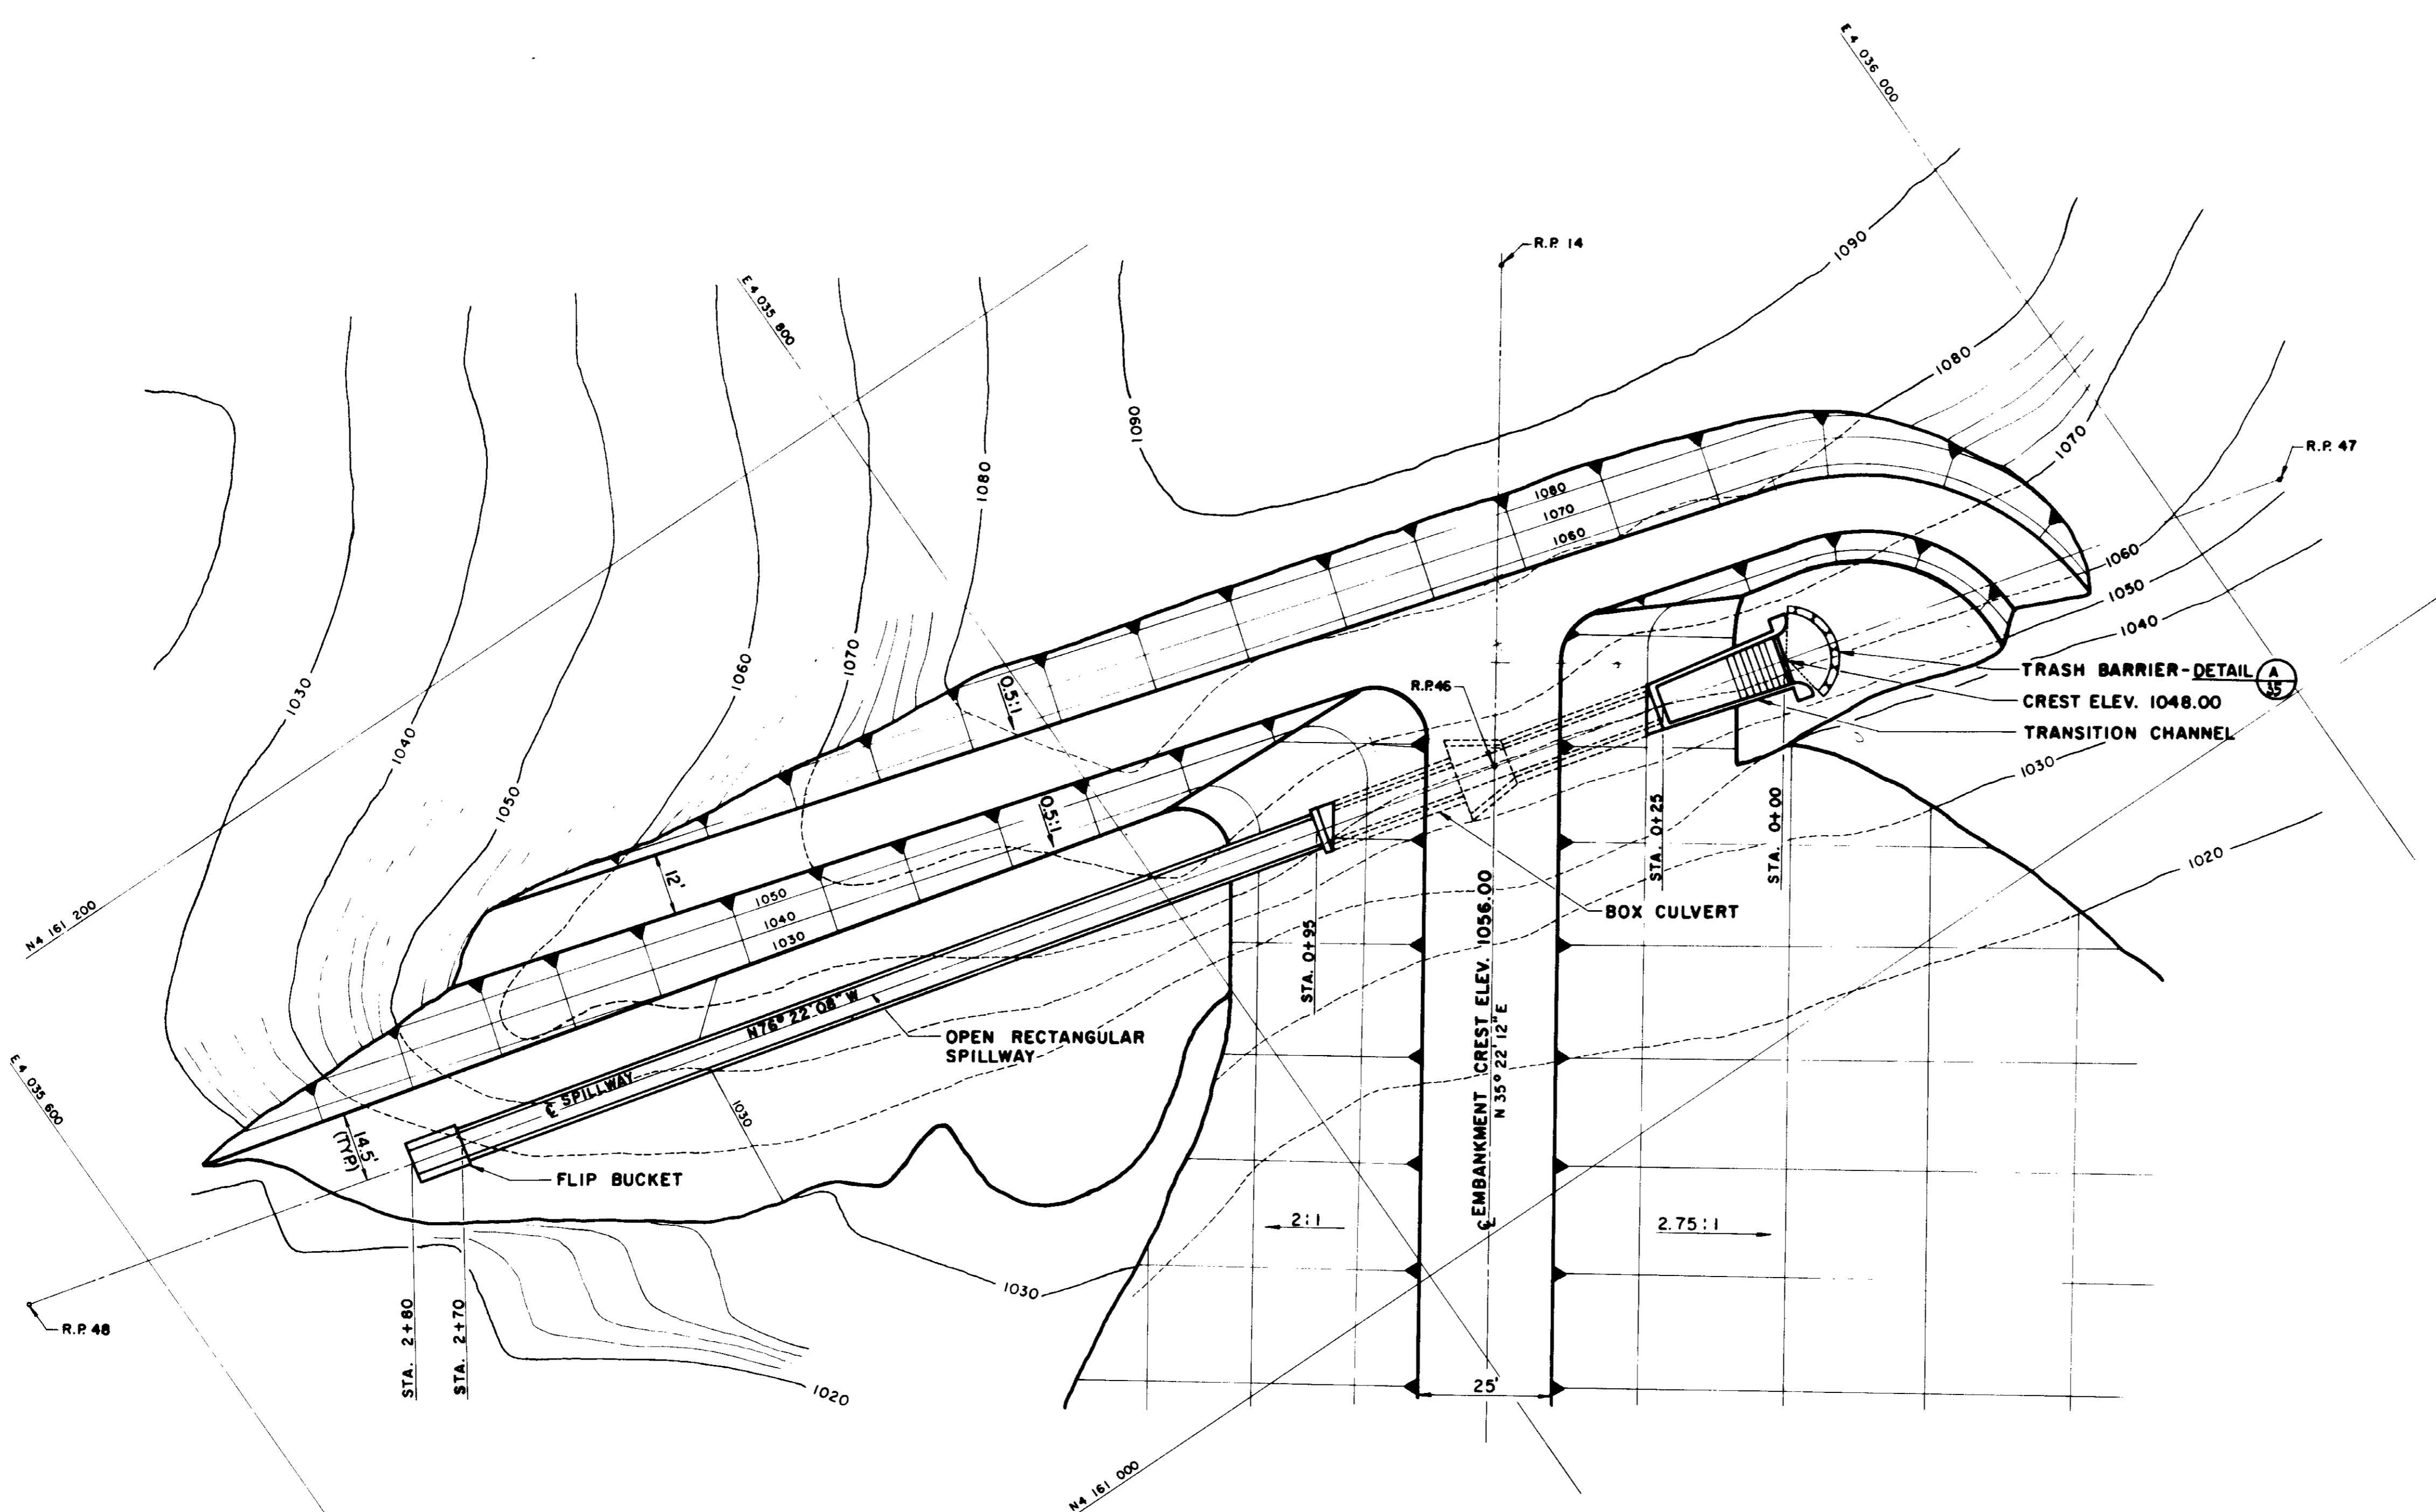 E 4 036 000
R.P. 14
1090
E 4 035 800
1080
1090
1070
R.P. 47
1080
1080
1070
1060
1060
1050
1040
1030
1040
1050
1060
1070
0.5:1
R.P. 46
TRASH BARRIER-DETAIL A
35
CREST ELEV. 1048.00
TRANSITION CHANNEL
1030
STA. 0+25
STA. 0+00
1020
0.5:1
12'
BOX CULVERT
N4 161 200
1050
1040
1030
STA. 0+95
℄ EMBANKMENT CREST ELEV. 1056.00
N 35° 22' 12" E
N76° 22' 08" W
OPEN RECTANGULAR
SPILLWAY
℄ SPILLWAY
1030
E 4 035 600
14.5'
(TYP.)
FLIP BUCKET
2:1
2.75:1
1030
R.P. 48
STA. 2+80
STA. 2+70
1020
25'
N4 161 000